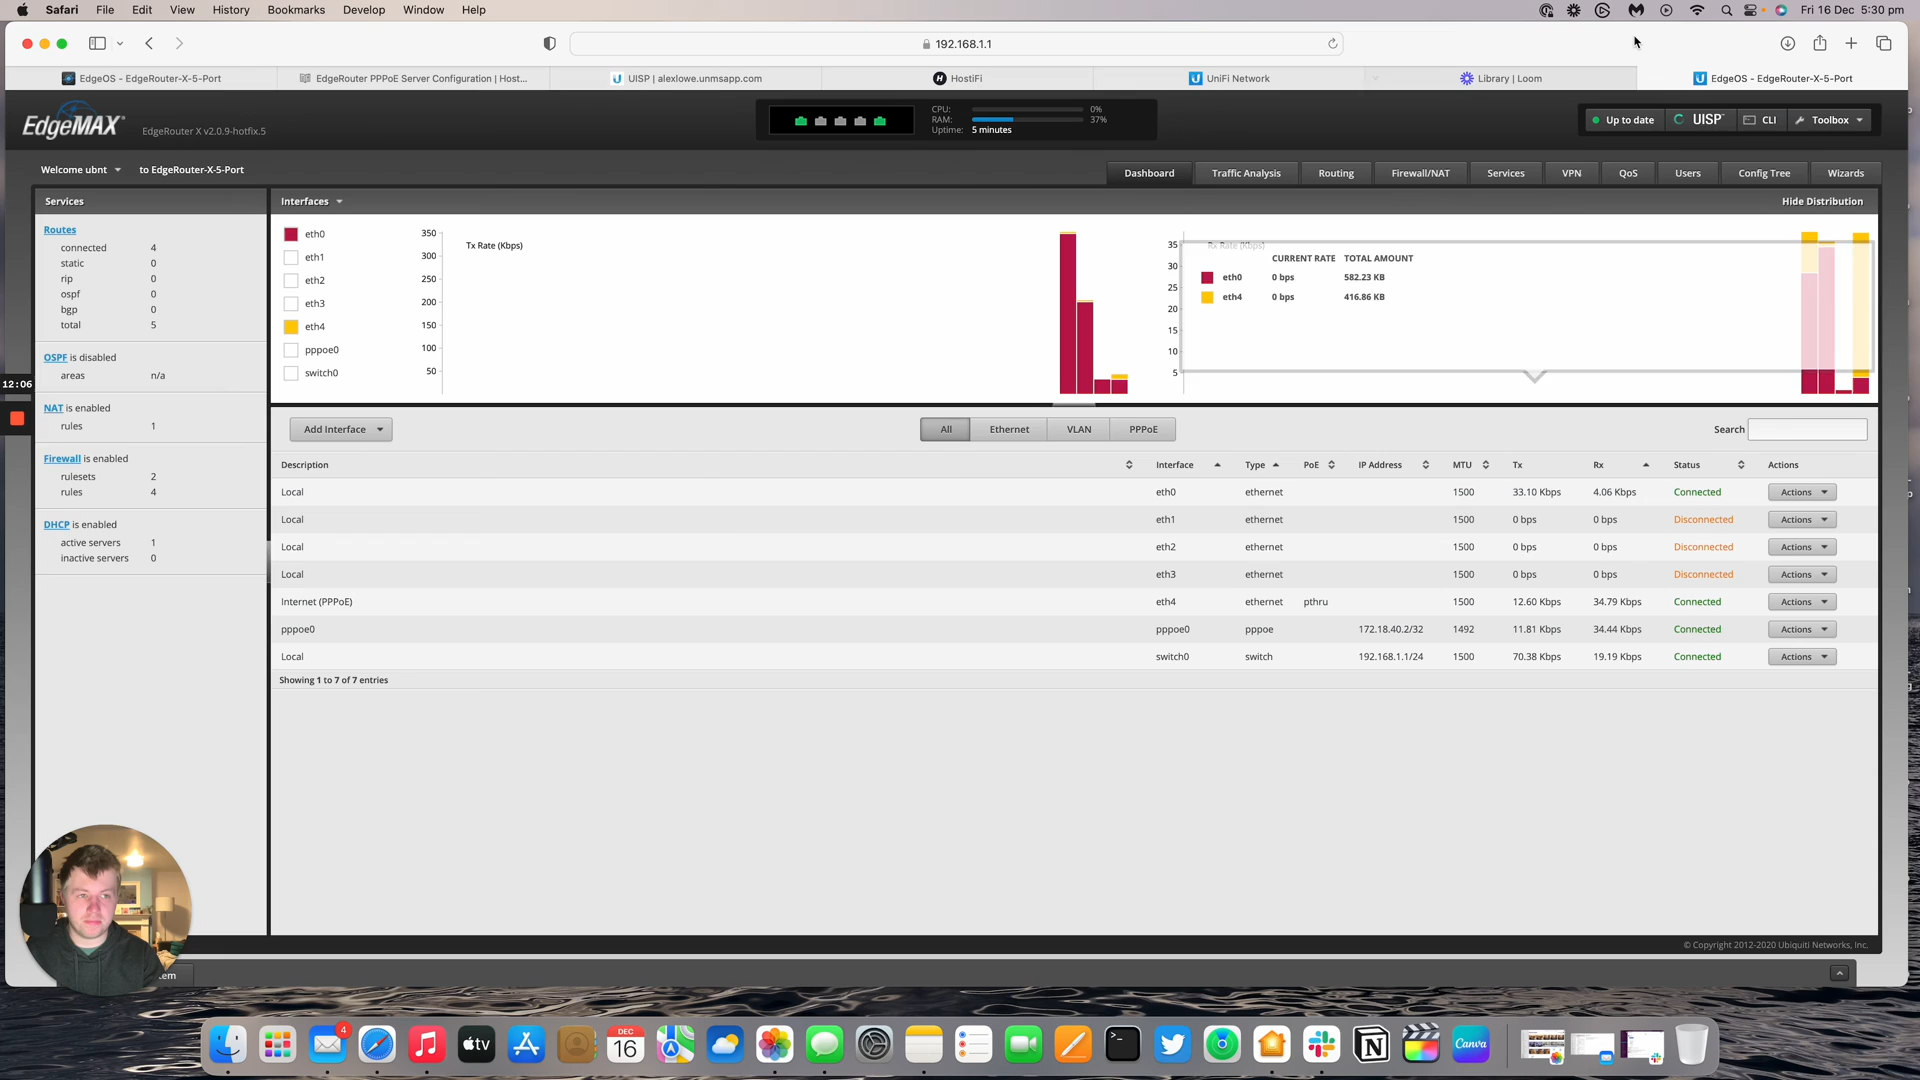 Safari File Edit View History Bookmarks Develop Window Help Fri 16 Dec 5:30 pm
192.168.1.1
EdgeOS - EdgeRouter-X-5-Port EdgeRouter PPPoE Server Configuration | Host... UISP | alexlowe.unmsapp.com HostiFi UniFi Network Library | Loom EdgeOS - EdgeRouter-X-5-Port
EdgeMAX EdgeRouter X v2.0.9-hotfix.5
CPU: 0%
RAM: 37%
Uptime: 5 minutes
Up to date UISP CLI Toolbox
Welcome ubnt to EdgeRouter-X-5-Port
Dashboard Traffic Analysis Routing Firewall/NAT Services VPN QoS Users Config Tree Wizards
Services
Routes
connected 4
static 0
rip 0
ospf 0
bgp 0
total 5
OSPF is disabled
areas n/a
12:06
NAT is enabled
rules 1
Firewall is enabled
rulesets 2
rules 4
DHCP is enabled
active servers 1
inactive servers 0
Interfaces Hide Distribution
eth0
eth1
eth2
eth3
eth4
pppoe0
switch0
Tx Rate (Kbps)
350
300
250
200
150
100
50
Rx Rate (Kbps)
35
30
25
20
15
10
5
CURRENT RATE TOTAL AMOUNT
eth0 0 bps 582.23 KB
eth4 0 bps 416.86 KB
Add Interface All Ethernet VLAN PPPoE Search
Description Interface Type PoE IP Address MTU Tx Rx Status Actions
Local eth0 ethernet 1500 33.10 Kbps 4.06 Kbps Connected Actions
Local eth1 ethernet 1500 0 bps 0 bps Disconnected Actions
Local eth2 ethernet 1500 0 bps 0 bps Disconnected Actions
Local eth3 ethernet 1500 0 bps 0 bps Disconnected Actions
Internet (PPPoE) eth4 ethernet pthru 1500 12.60 Kbps 34.79 Kbps Connected Actions
pppoe0 pppoe0 pppoe 172.18.40.2/32 1492 11.81 Kbps 34.44 Kbps Connected Actions
Local switch0 switch 192.168.1.1/24 1500 70.38 Kbps 19.19 Kbps Connected Actions
Showing 1 to 7 of 7 entries
© Copyright 2012-2020 Ubiquiti Networks, Inc.
tem
4
tv
DEC
16
Canva